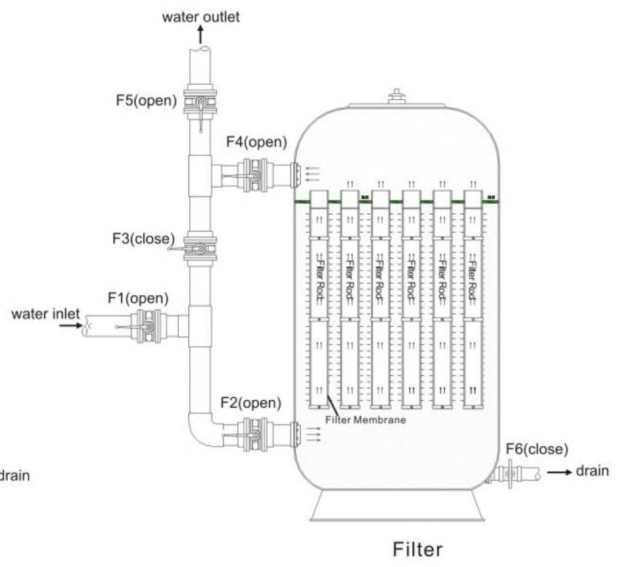 water outlet
F5(open)
F4(open)
F3(close)
F1(open)
water inlet
Filter Rod
Filter Rod
Filter Rod
Filter Rod
Filter Rod
Filter Rod
F2(open)
Filter Membrane
F6(close)
drain
drain
Filter